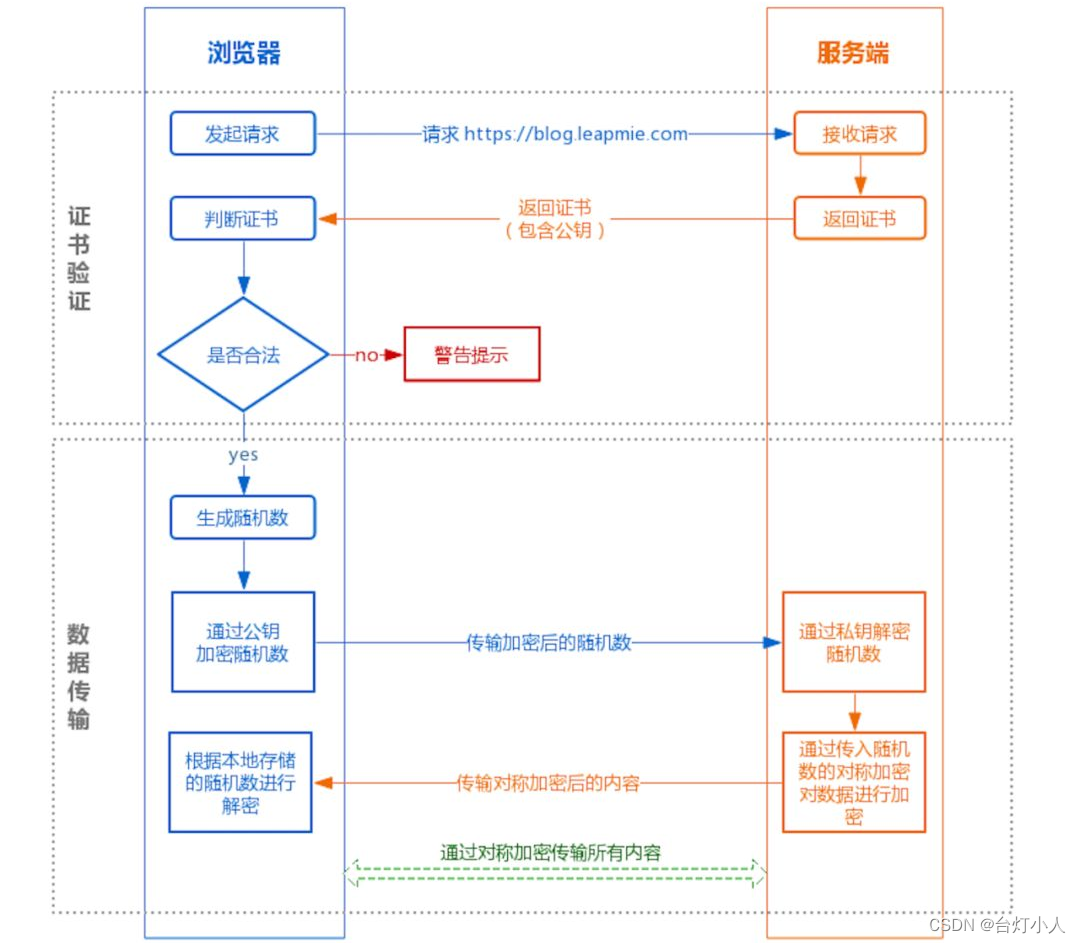 浏览器
服务端
发起请求
请求 https://blog.leapmie.com
接收请求
证
书
验
证
判断证书
返回证书
（包含公钥）
返回证书
是否合法
no
警告提示
yes
生成随机数
数
据
传
输
通过公钥
加密随机数
传输加密后的随机数
通过私钥解密
随机数
根据本地存储
的随机数进行
解密
传输对称加密后的内容
通过传入随机
数的对称加密
对数据进行加
密
通过对称加密传输所有内容
CSDN @台灯小人